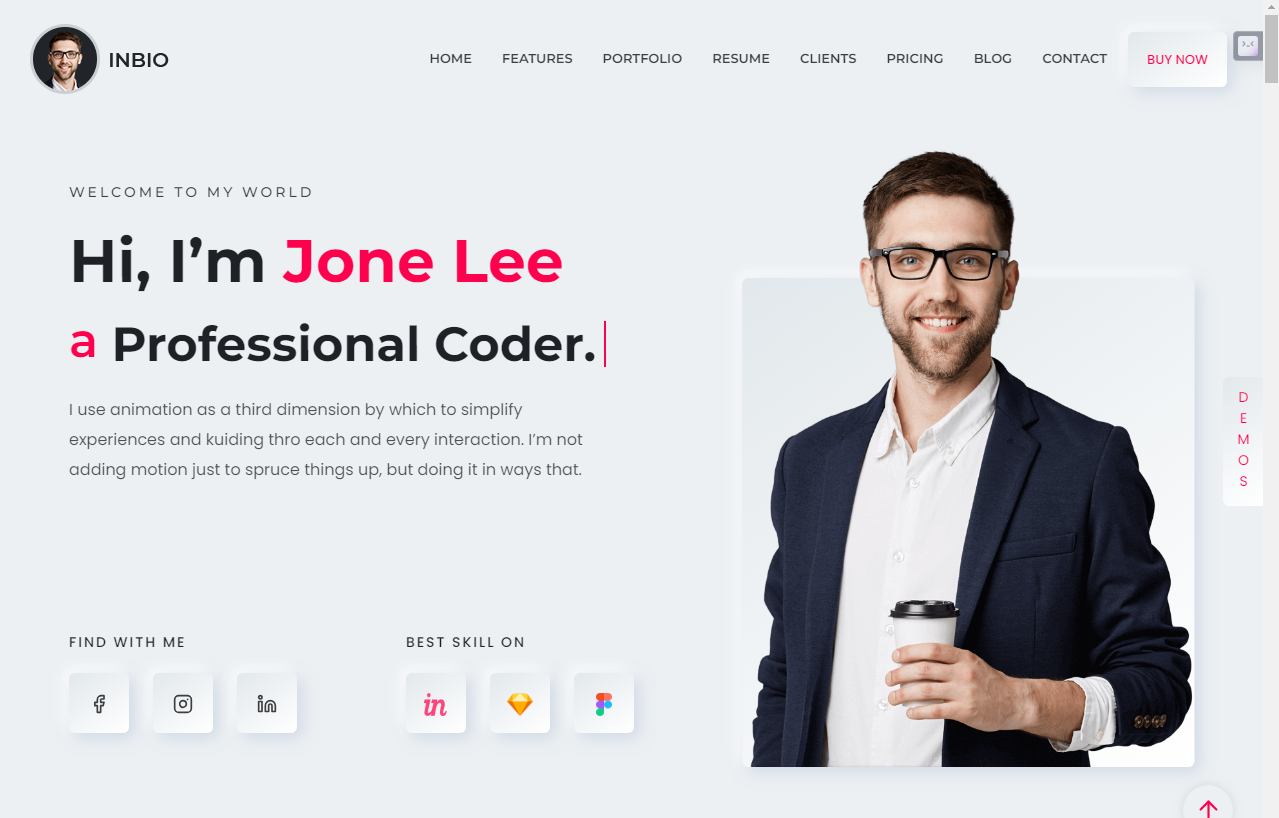 INBIO
HOME FEATURES PORTFOLIO RESUME CLIENTS PRICING BLOG CONTACT BUY NOW
WELCOME TO MY WORLD
Hi, I’m Jone Lee
a Professional Coder.
I use animation as a third dimension by which to simplify
experiences and kuiding thro each and every interaction. I’m not
adding motion just to spruce things up, but doing it in ways that.
DEMOS
FIND WITH ME
BEST SKILL ON
in
in